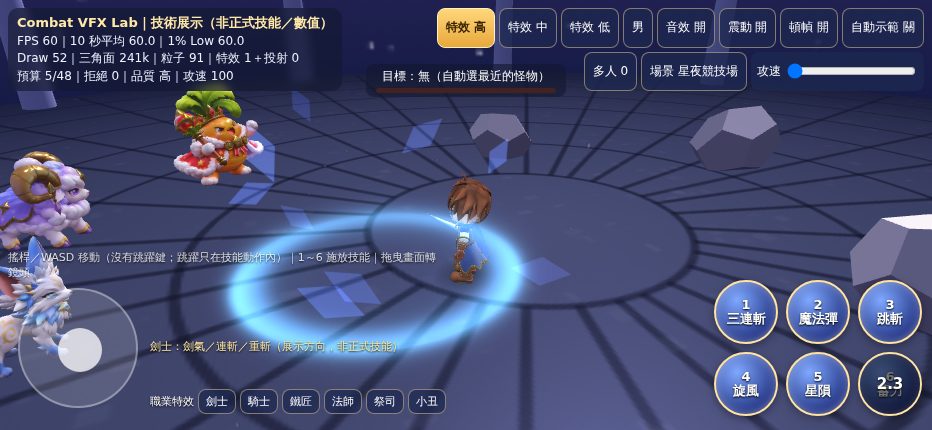 Combat VFX Lab｜技術展示（非正式技能／數值）
FPS 60｜10 秒平均 60.0｜1% Low 60.0
Draw 52｜三角面 241k｜粒子 91｜特效 1＋投射 0
預算 5/48｜拒絕 0｜品質 高｜攻速 100
特效 高
特效 中
特效 低
男
音效 開
震動 開
頓幀 開
自動示範 關
目標：無（自動選最近的怪物）
多人 0
場景 星夜競技場
攻速
搖桿／WASD 移動（沒有跳躍鍵；跳躍只在技能動作內）｜1～6 施放技能｜拖曳畫面轉
鏡頭
1
三連斬
2
魔法彈
3
跳斬
劍士：劍氣／連斬／重斬（展示方向，非正式技能）
4
旋風
5
星隕
6
2.3
職業特效
劍士
騎士
鐵匠
法師
祭司
小丑